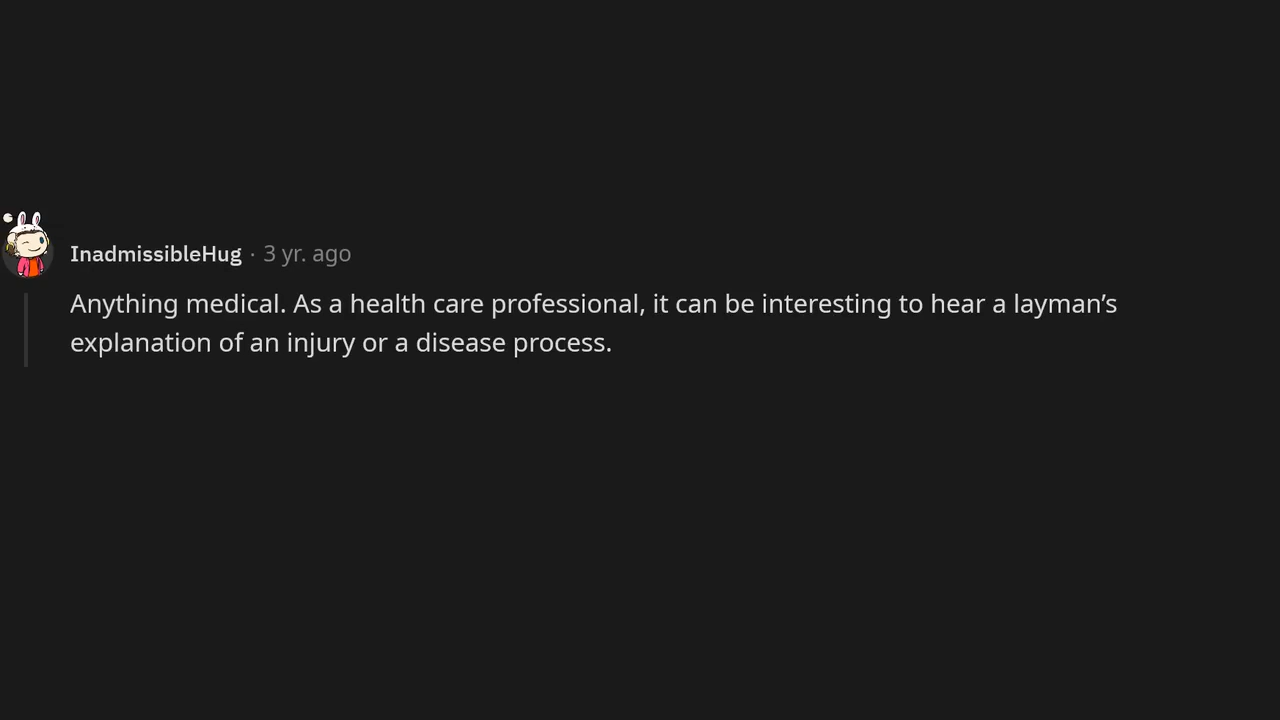 InadmissibleHug · 3 yr. ago
Anything medical. As a health care professional, it can be interesting to hear a layman’s
explanation of an injury or a disease process.